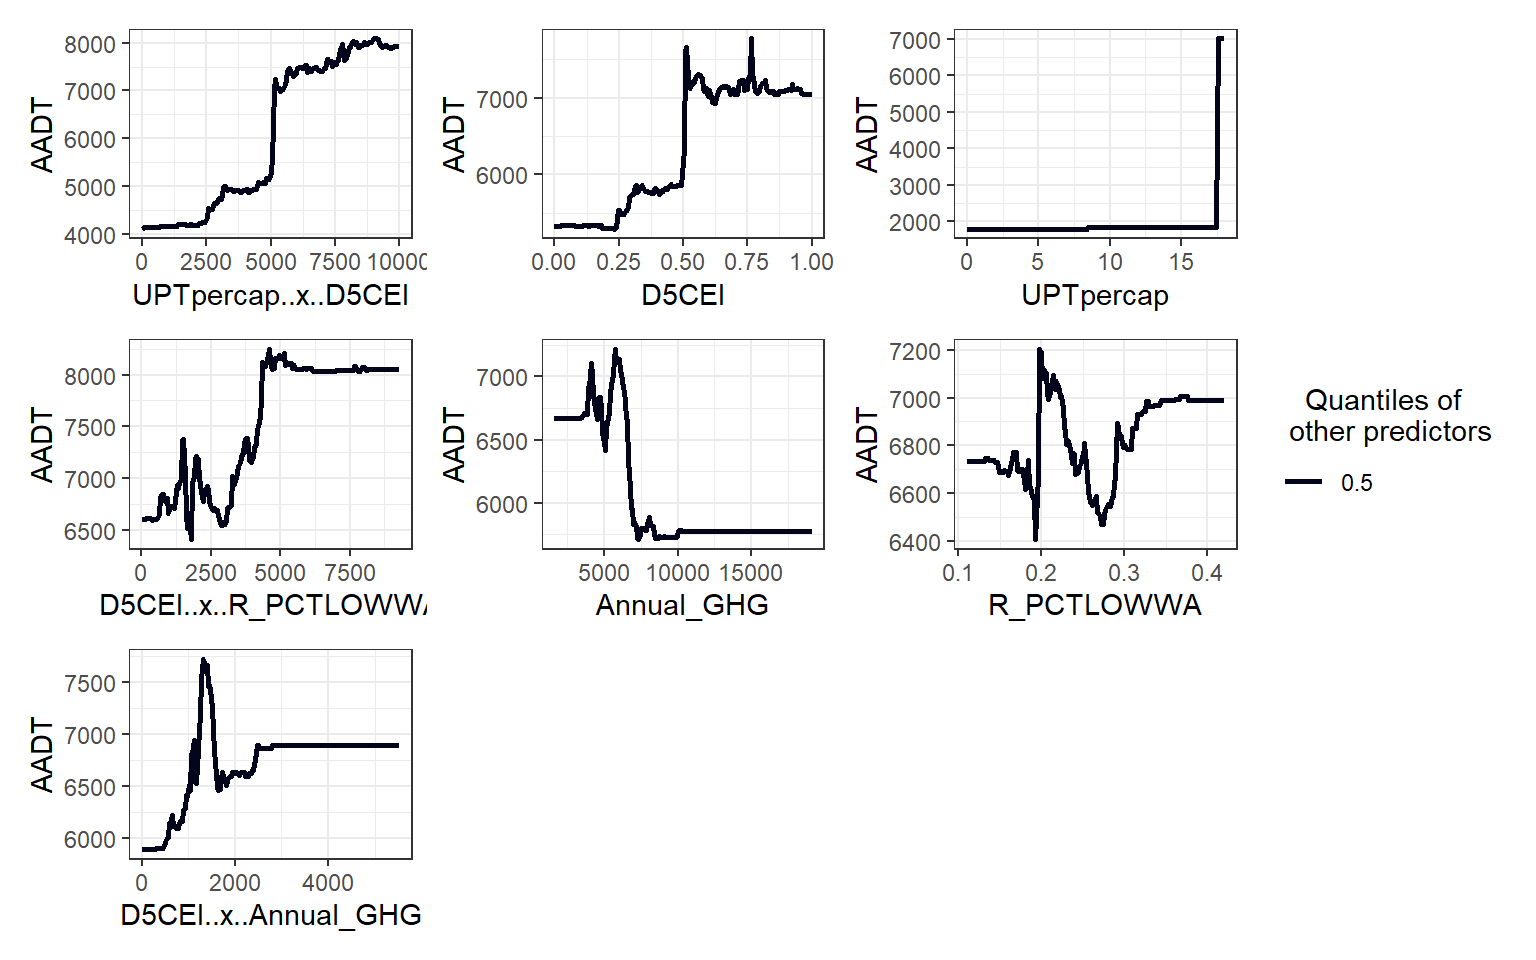 AADT
8000
7000
6000
5000
4000
0 2500 5000 7500 10000
UPTpercap..x..D5CEI
AADT
7000
6000
0.00 0.25 0.50 0.75 1.00
D5CEI
AADT
7000
6000
5000
4000
3000
2000
0 5 10 15
UPTpercap
AADT
8000
7500
7000
6500
0 2500 5000 7500
D5CEI..x..R_PCTLOWWA
AADT
7000
6500
6000
5000 10000 15000
Annual_GHG
AADT
7200
7000
6800
6600
6400
0.1 0.2 0.3 0.4
R_PCTLOWWA
Quantiles of
other predictors
0.5
AADT
7500
7000
6500
6000
0 2000 4000
D5CEI..x..Annual_GHG